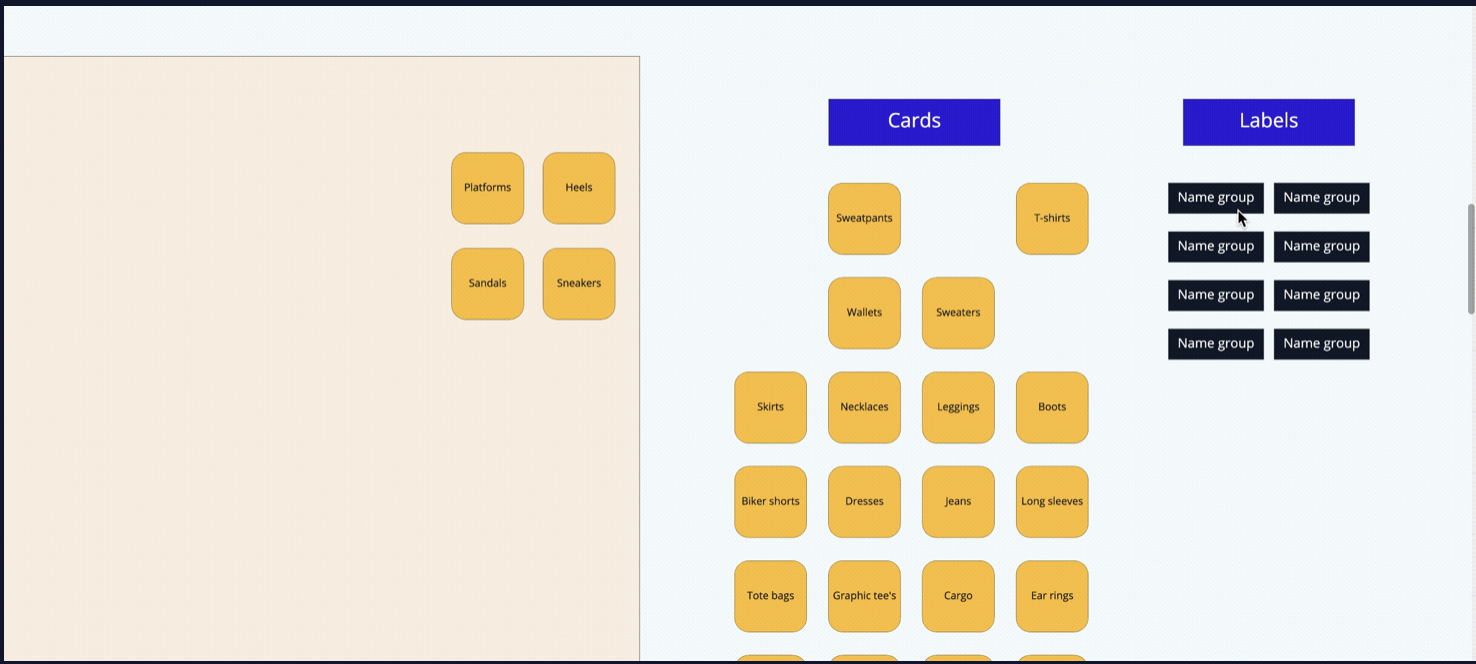 Platforms
Heels
Sandals
Sneakers
Cards
Sweatpants
T-shirts
Wallets
Sweaters
Skirts
Necklaces
Leggings
Boots
Biker shorts
Dresses
Jeans
Long sleeves
Tote bags
Graphic tee's
Cargo
Ear rings
Labels
Name group
Name group
Name group
Name group
Name group
Name group
Name group
Name group